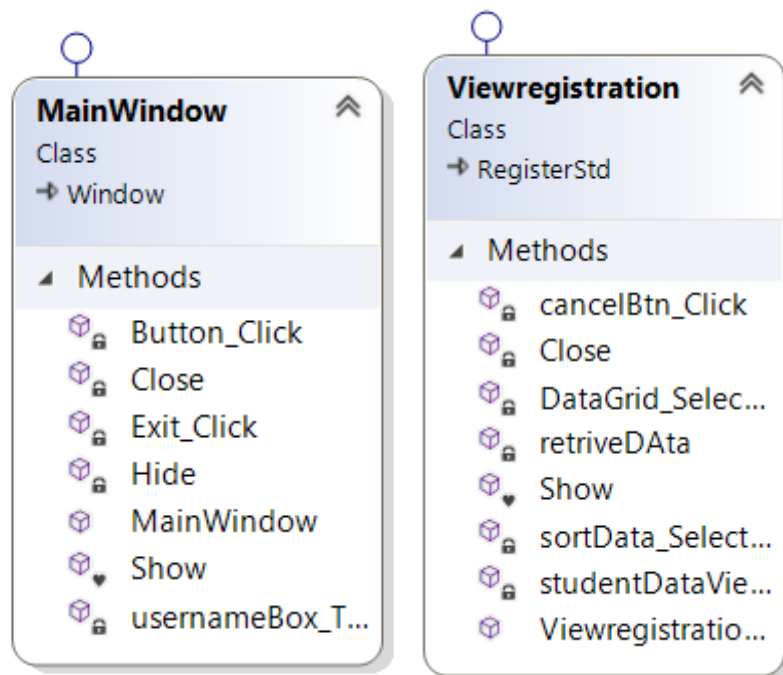 MainWindow
Class
Window
Methods
Button_Click
Close
Exit_Click
Hide
MainWindow
Show
usernameBox_T...
Viewregistration
Class
RegisterStd
Methods
cancelBtn_Click
Close
DataGrid_Selec...
retriveDAta
Show
sortData_Select...
studentDataVie...
Viewregistratio...